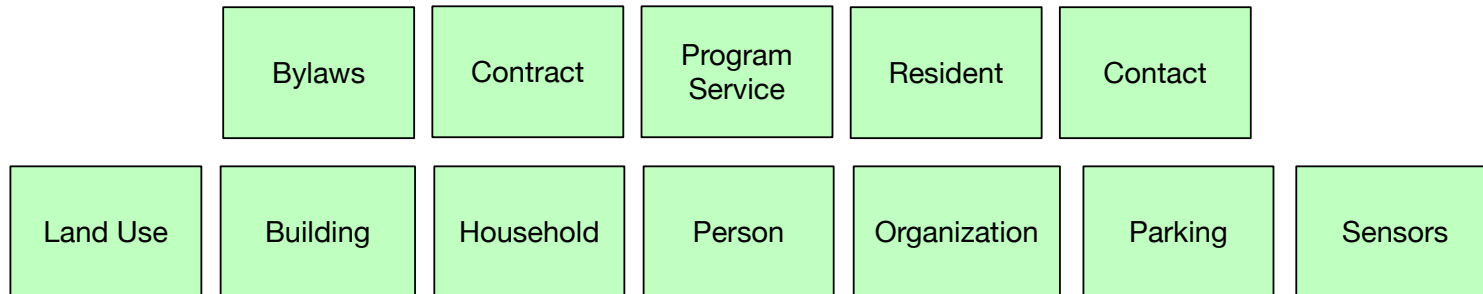 Bylaws
Contract
Program
Service
Resident
Contact
Land Use
Building
Household
Person
Organization
Parking
Sensors